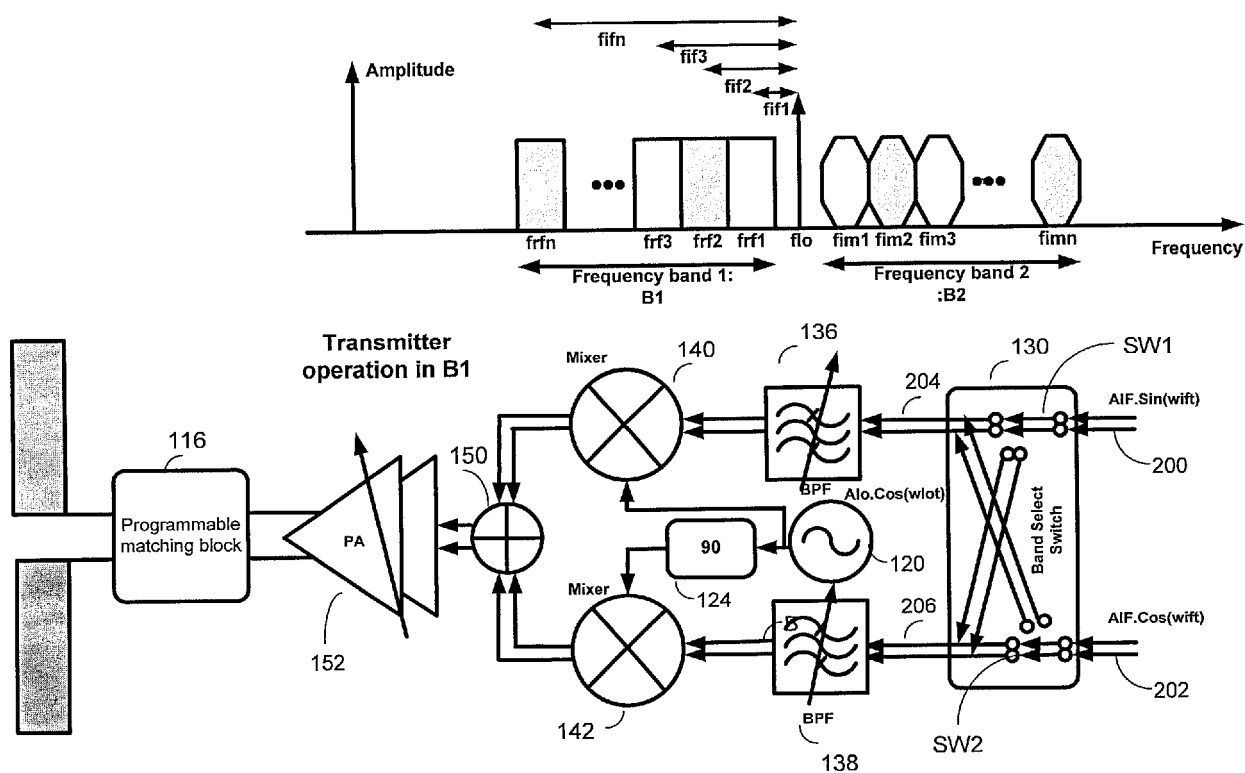 fifn
fif3
fif2
fif1
Amplitude
frfn
frf3
frf2
frf1
flo
fim1
fim2
fim3
fimn
Frequency
Frequency band 1:
B1
Frequency band 2
:B2
Transmitter
operation in B1
Mixer
140
136
130
SW1
204
AIF.Sin(wift)
200
116
Programmable
matching block
PA
152
150
BPF
Alo.Cos(wlot)
90
124
120
Band Select
Switch
Mixer
142
B
206
AIF.Cos(wift)
202
BPF
138
SW2